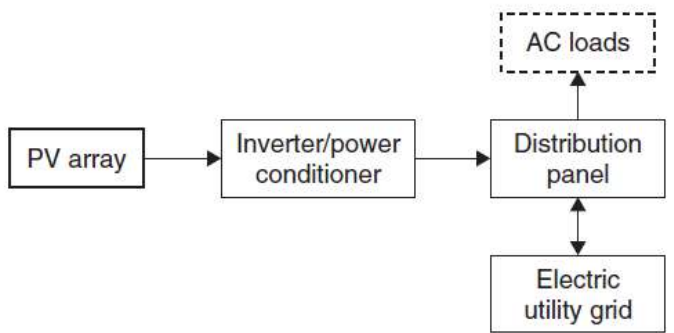 AC loads
PV array
Inverter/power
conditioner
Distribution
panel
Electric
utility grid